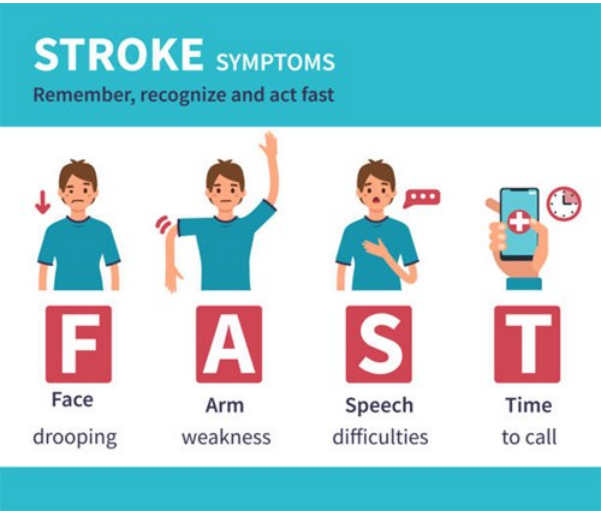 STROKE SYMPTOMS
Remember, recognize and act fast
F A S T
Face Arm Speech Time
drooping weakness difficulties to call